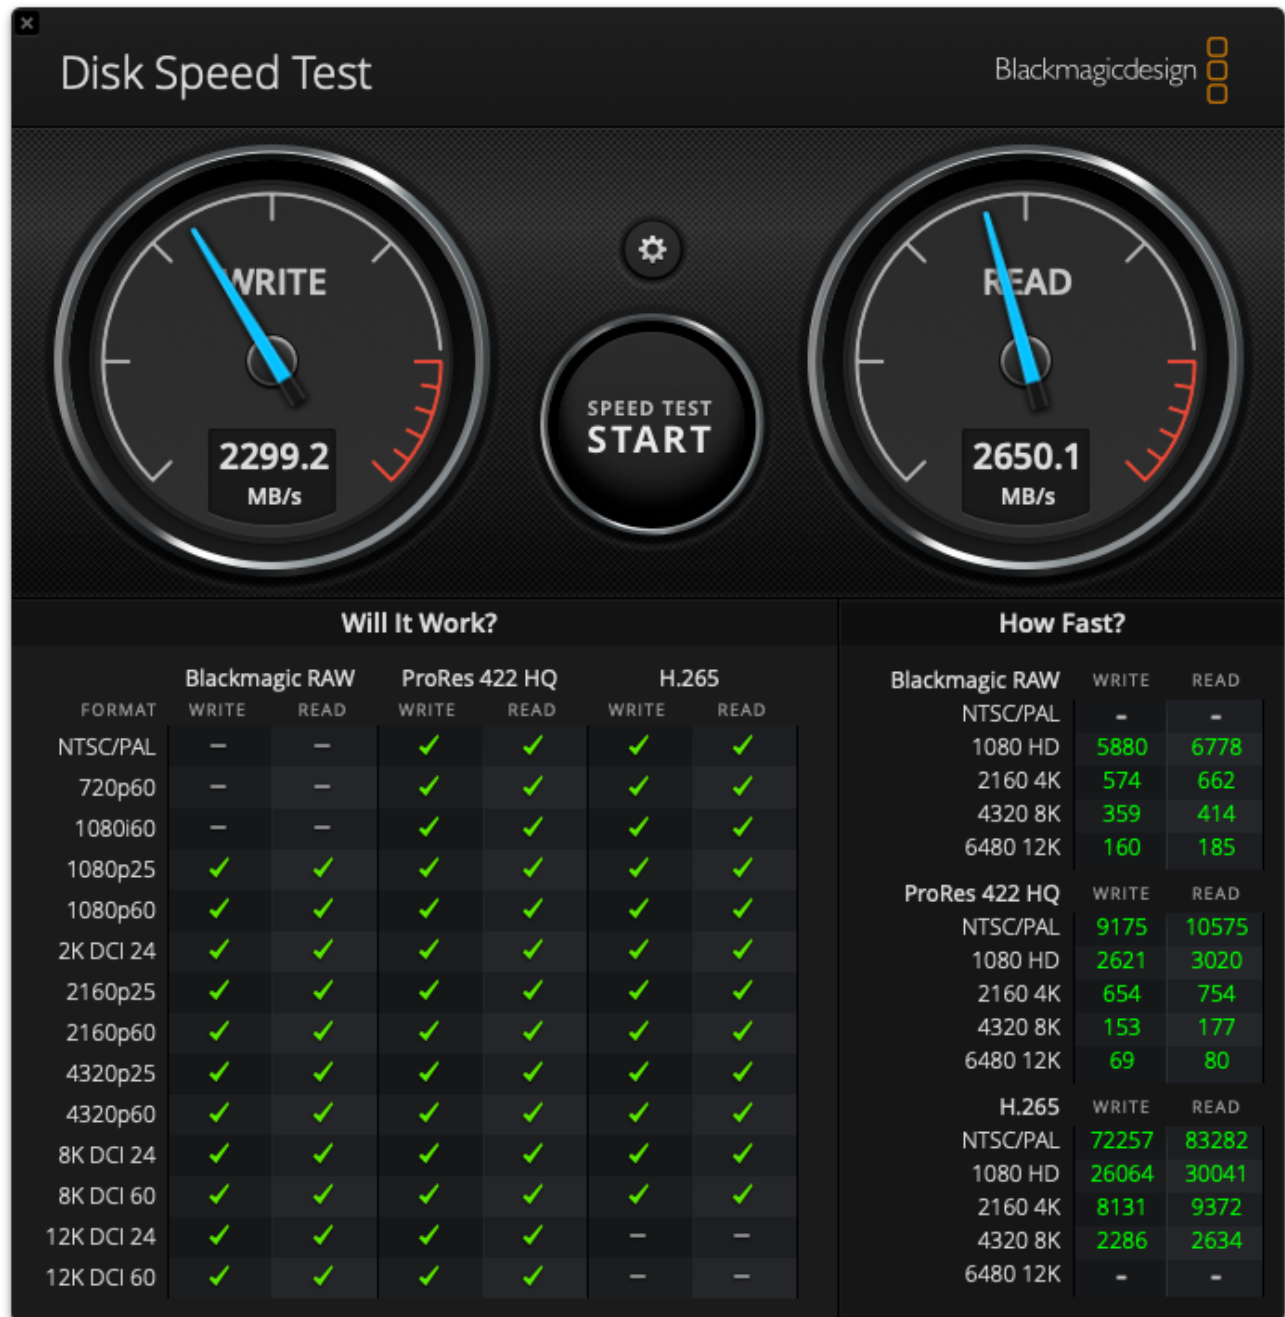 Disk Speed Test
Blackmagicdesign
WRITE
2299.2
MB/s
SPEED TEST
START
READ
2650.1
MB/s
Will It Work?
Blackmagic RAW ProRes 422 HQ H.265
FORMAT WRITE READ WRITE READ WRITE READ
NTSC/PAL – – ✓ ✓ ✓ ✓
720p60 – – ✓ ✓ ✓ ✓
1080i60 – – ✓ ✓ ✓ ✓
1080p25 ✓ ✓ ✓ ✓ ✓ ✓
1080p60 ✓ ✓ ✓ ✓ ✓ ✓
2K DCI 24 ✓ ✓ ✓ ✓ ✓ ✓
2160p25 ✓ ✓ ✓ ✓ ✓ ✓
2160p60 ✓ ✓ ✓ ✓ ✓ ✓
4320p25 ✓ ✓ ✓ ✓ ✓ ✓
4320p60 ✓ ✓ ✓ ✓ ✓ ✓
8K DCI 24 ✓ ✓ ✓ ✓ ✓ ✓
8K DCI 60 ✓ ✓ ✓ ✓ ✓ ✓
12K DCI 24 ✓ ✓ ✓ ✓ – –
12K DCI 60 ✓ ✓ ✓ ✓ – –
How Fast?
Blackmagic RAW WRITE READ
NTSC/PAL - -
1080 HD 5880 6778
2160 4K 574 662
4320 8K 359 414
6480 12K 160 185
ProRes 422 HQ WRITE READ
NTSC/PAL 9175 10575
1080 HD 2621 3020
2160 4K 654 754
4320 8K 153 177
6480 12K 69 80
H.265 WRITE READ
NTSC/PAL 72257 83282
1080 HD 26064 30041
2160 4K 8131 9372
4320 8K 2286 2634
6480 12K - -